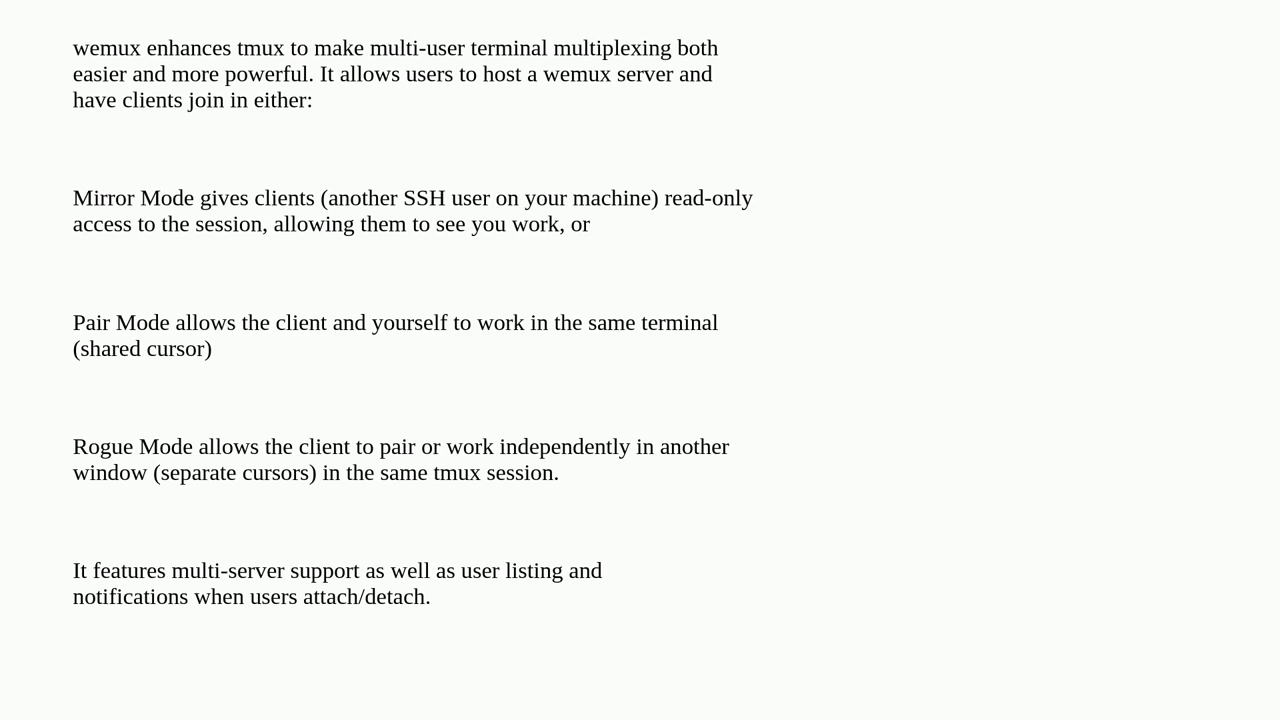 wemux enhances tmux to make multi-user terminal multiplexing both
easier and more powerful. It allows users to host a wemux server and
have clients join in either:
Mirror Mode gives clients (another SSH user on your machine) read-only
access to the session, allowing them to see you work, or
Pair Mode allows the client and yourself to work in the same terminal
(shared cursor)
Rogue Mode allows the client to pair or work independently in another
window (separate cursors) in the same tmux session.
It features multi-server support as well as user listing and
notifications when users attach/detach.